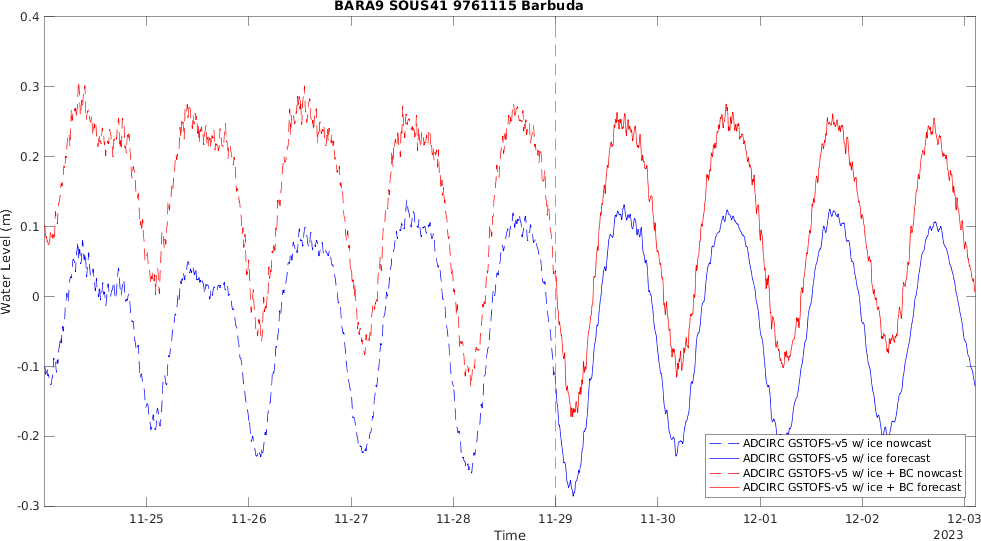 BARA9 SOUS41 9761115 Barbuda
0.4
0.3
0.2
0.1
0
-0.1
-0.2
-0.3
Water Level (m)
ADCIRC GSTOFS-v5 w/ ice nowcast
ADCIRC GSTOFS-v5 w/ ice forecast
ADCIRC GSTOFS-v5 w/ ice + BC nowcast
ADCIRC GSTOFS-v5 w/ ice + BC forecast
11-25 11-26 11-27 11-28 11-29 11-30 12-01 12-02 12-03
Time
2023